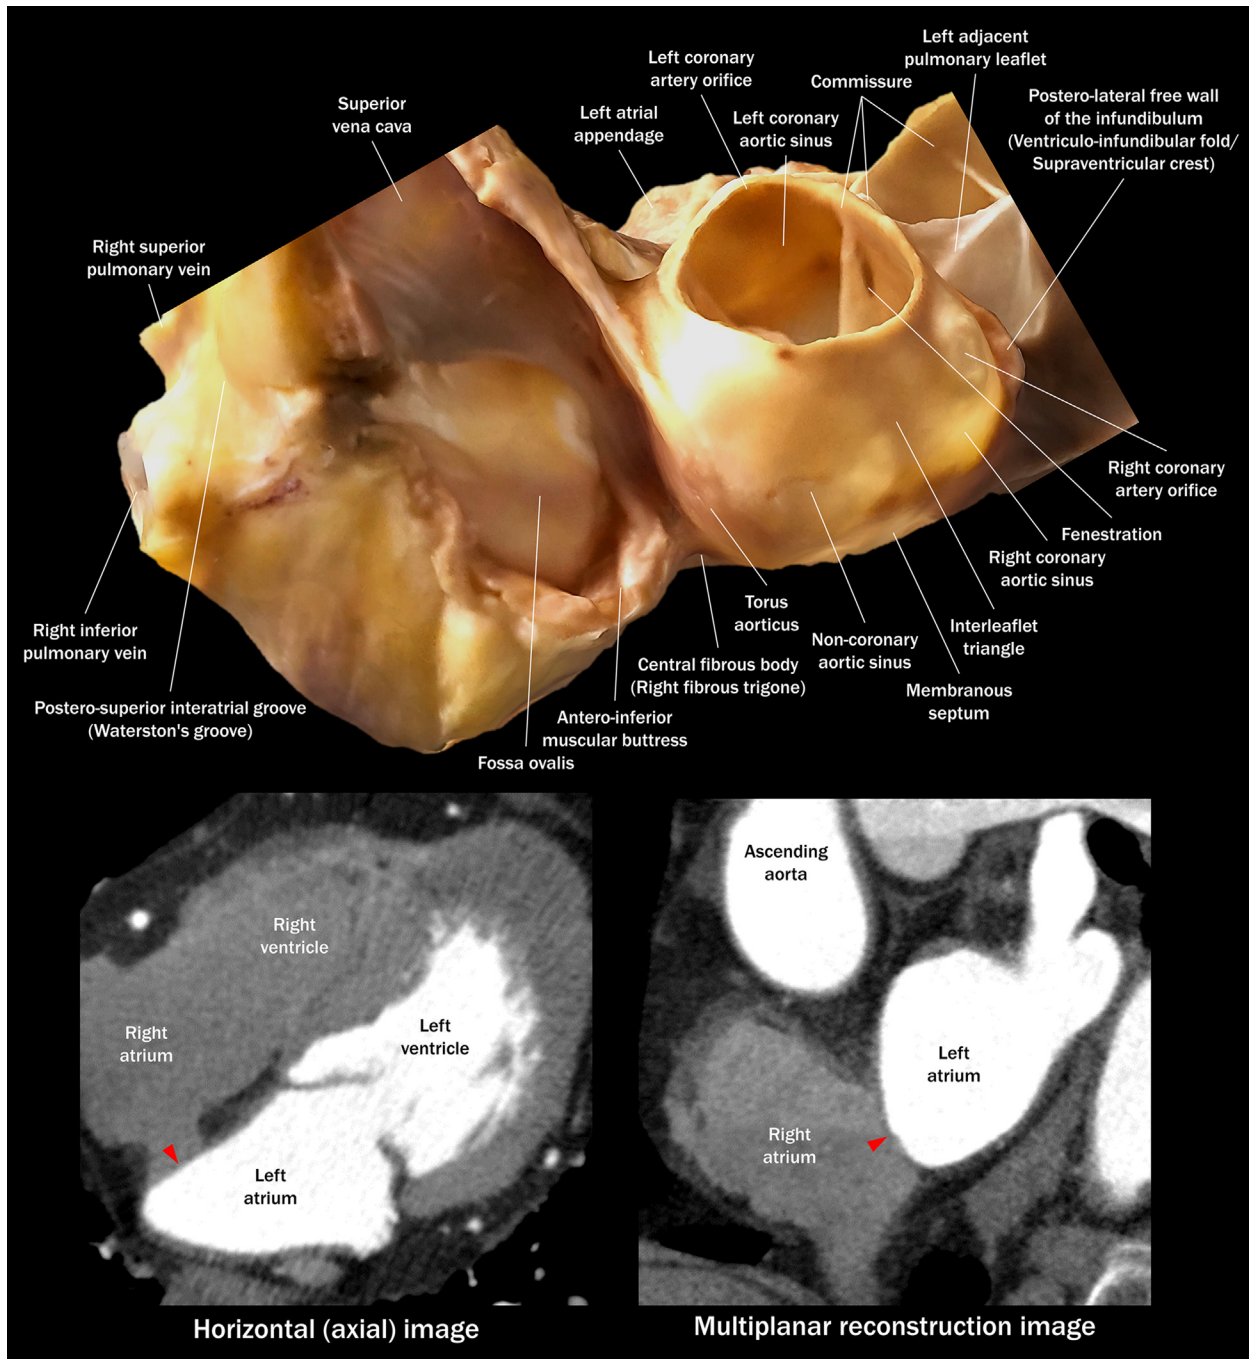 Left adjacent
pulmonary leaflet
Left coronary
artery orifice
Commissure
Postero-lateral free wall
of the infundibulum
(Ventriculo-infundibular fold/
Supraventricular crest)
Superior
vena cava
Left atrial
appendage
Left coronary
aortic sinus
Right superior
pulmonary vein
Right coronary
artery orifice
Fenestration
Right coronary
aortic sinus
Torus
aorticus
Interleaflet
triangle
Non-coronary
aortic sinus
Right inferior
pulmonary vein
Central fibrous body
(Right fibrous trigone)
Membranous
septum
Postero-superior interatrial groove
(Waterston's groove)
Antero-inferior
muscular buttress
Fossa ovalis
Right
ventricle
Right
atrium
Left
ventricle
Left
atrium
Horizontal (axial) image
Ascending
aorta
Left
atrium
Right
atrium
Multiplanar reconstruction image